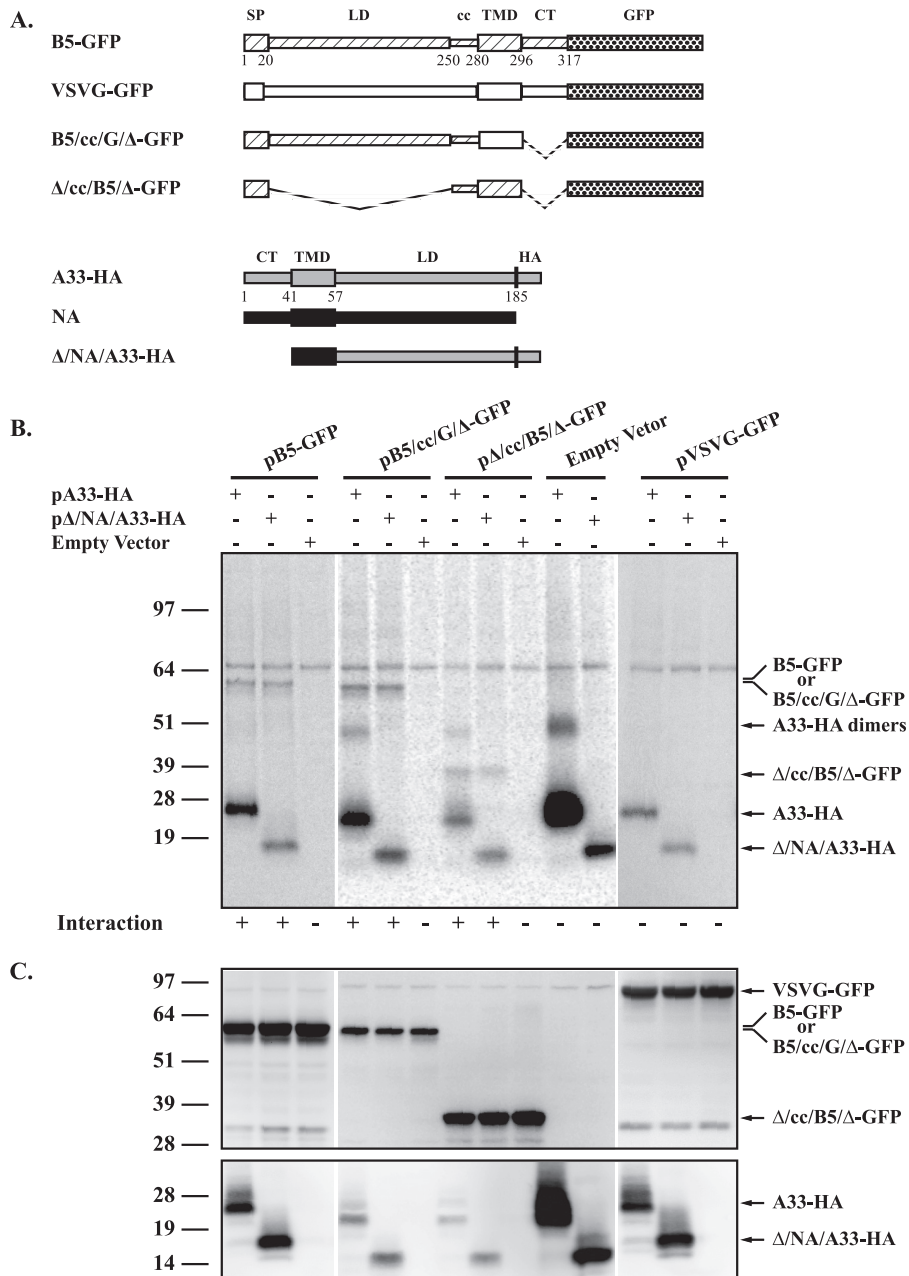 A.
SP LD cc TMD CT GFP
B5-GFP
1 20 250 280 296 317
VSVG-GFP
B5/cc/G/Δ-GFP
Δ/cc/B5/Δ-GFP
CT TMD LD HA
A33-HA
1 41 57 185
NA
Δ/NA/A33-HA
B.
pB5-GFP pB5/cc/G/Δ-GFP pΔ/cc/B5/Δ-GFP Empty Vetor pVSVG-GFP
pA33-HA + - - + - - + - - + - + - -
pΔ/NA/A33-HA - + - - + - - + - - + - + -
Empty Vector - - + - - + - - + - - - - +
97
64
51
39
28
19
B5-GFP
or
B5/cc/G/Δ-GFP
A33-HA dimers
Δ/cc/B5/Δ-GFP
A33-HA
Δ/NA/A33-HA
Interaction + + - + + - + + - - - - - -
C.
97
64
51
39
28
VSVG-GFP
B5-GFP
or
B5/cc/G/Δ-GFP
Δ/cc/B5/Δ-GFP
28
19
14
A33-HA
Δ/NA/A33-HA